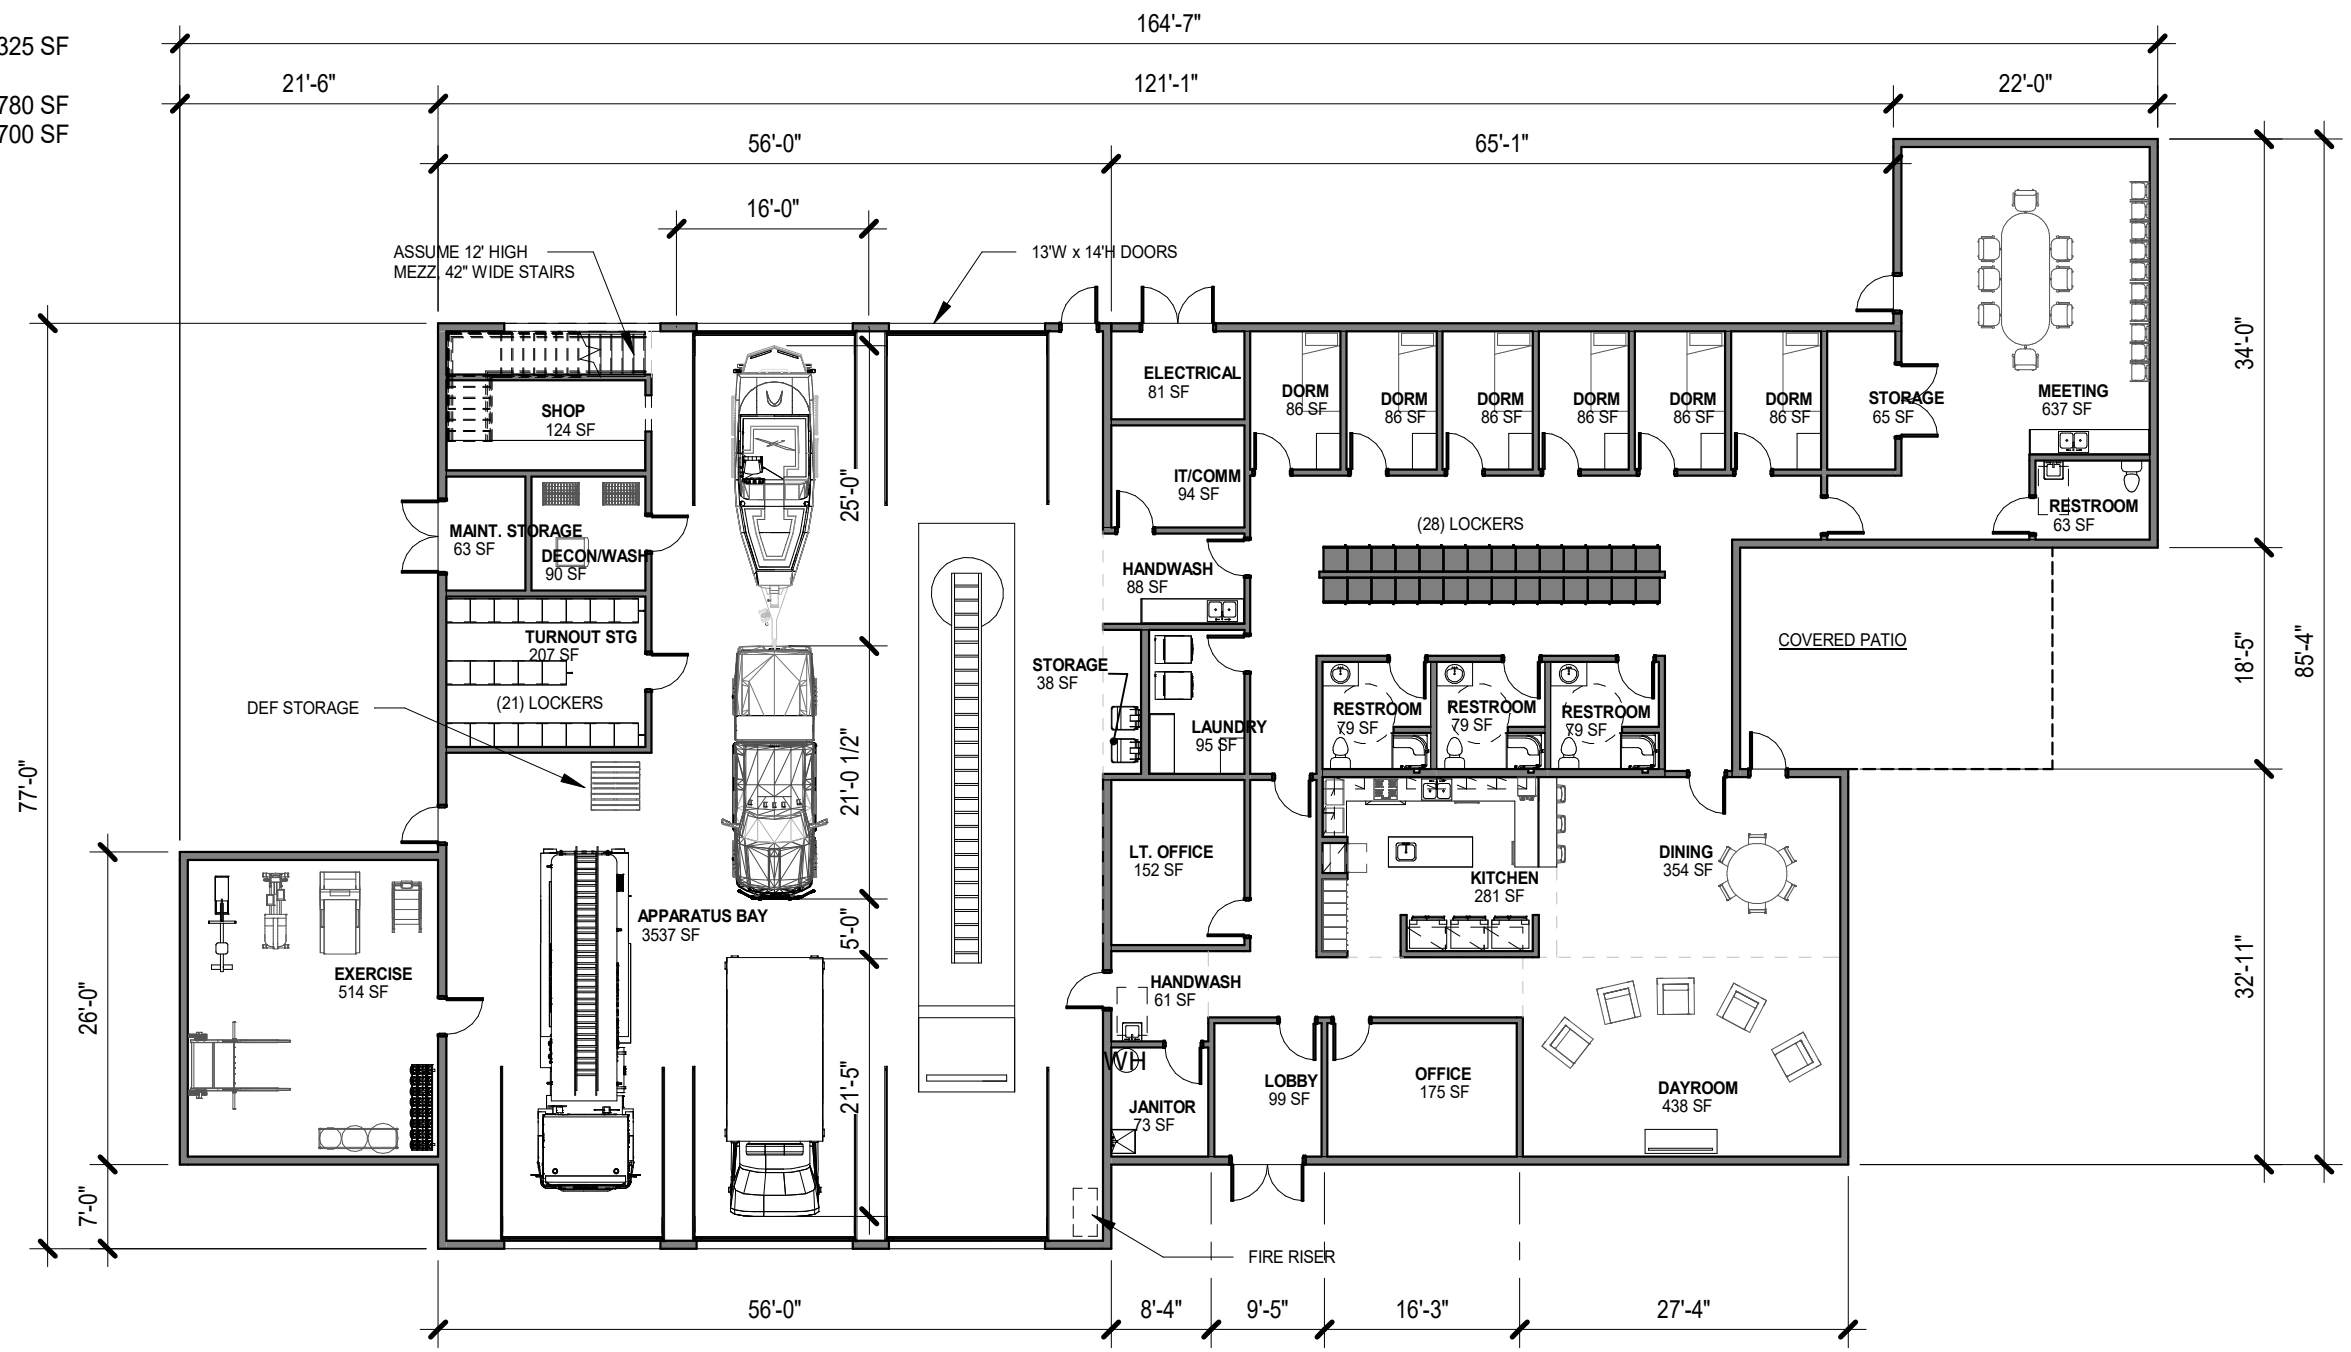 164'-7"
325 SF
21'-6"
121'-1"
22'-0"
780 SF
700 SF
56'-0"
65'-1"
16'-0"
ASSUME 12' HIGH
MEZZ, 42" WIDE STAIRS
13'W x 14'H DOORS
34'-0"
ELECTRICAL
81 SF
DORM
86 SF
DORM
86 SF
DORM
86 SF
DORM
86 SF
DORM
86 SF
DORM
86 SF
STORAGE
65 SF
MEETING
637 SF
SHOP
124 SF
25'-0"
IT/COMM
94 SF
RESTROOM
63 SF
(28) LOCKERS
MAINT. STORAGE
63 SF
DECON/WASH
90 SF
HANDWASH
88 SF
TURNOUT STG
207 SF
(21) LOCKERS
COVERED PATIO
18'-5"
85'-4"
STORAGE
38 SF
LAUNDRY
95 SF
RESTROOM
79 SF
RESTROOM
79 SF
RESTROOM
79 SF
DEF STORAGE
77'-0"
21'-0 1/2"
LT. OFFICE
152 SF
KITCHEN
281 SF
DINING
354 SF
APPARATUS BAY
3537 SF
5'-0"
EXERCISE
514 SF
26'-0"
HANDWASH
61 SF
32'-11"
WH
21'-5"
JANITOR
73 SF
LOBBY
99 SF
OFFICE
175 SF
DAYROOM
438 SF
7'-0"
FIRE RISER
56'-0"
8'-4"
9'-5"
16'-3"
27'-4"